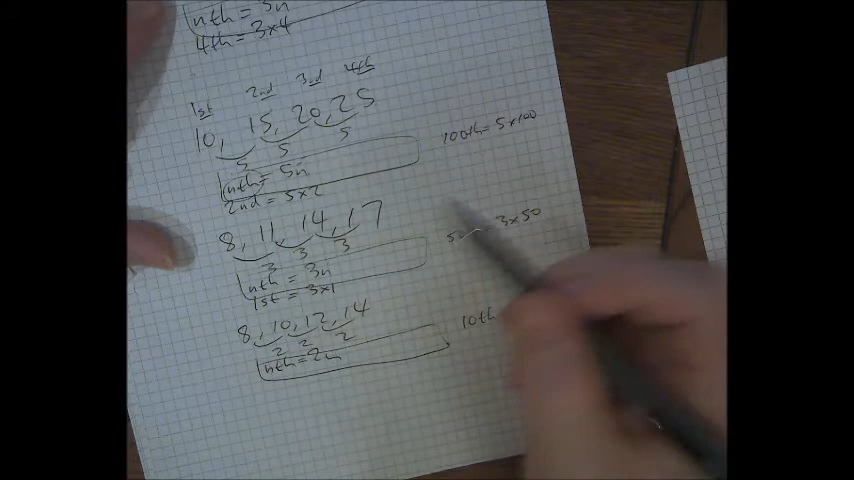 nth = 3n
4th = 3×4
1st 2nd 3rd 4th
10, 15, 20, 25
5 5 5
nth = 5n
100th = 5×100
2nd = 5×2
8, 11, 14, 17
3 3 3
nth = 3n
3×50
1st = 3×1
8, 10, 12, 14
2 2 2
10th
nth = 2n